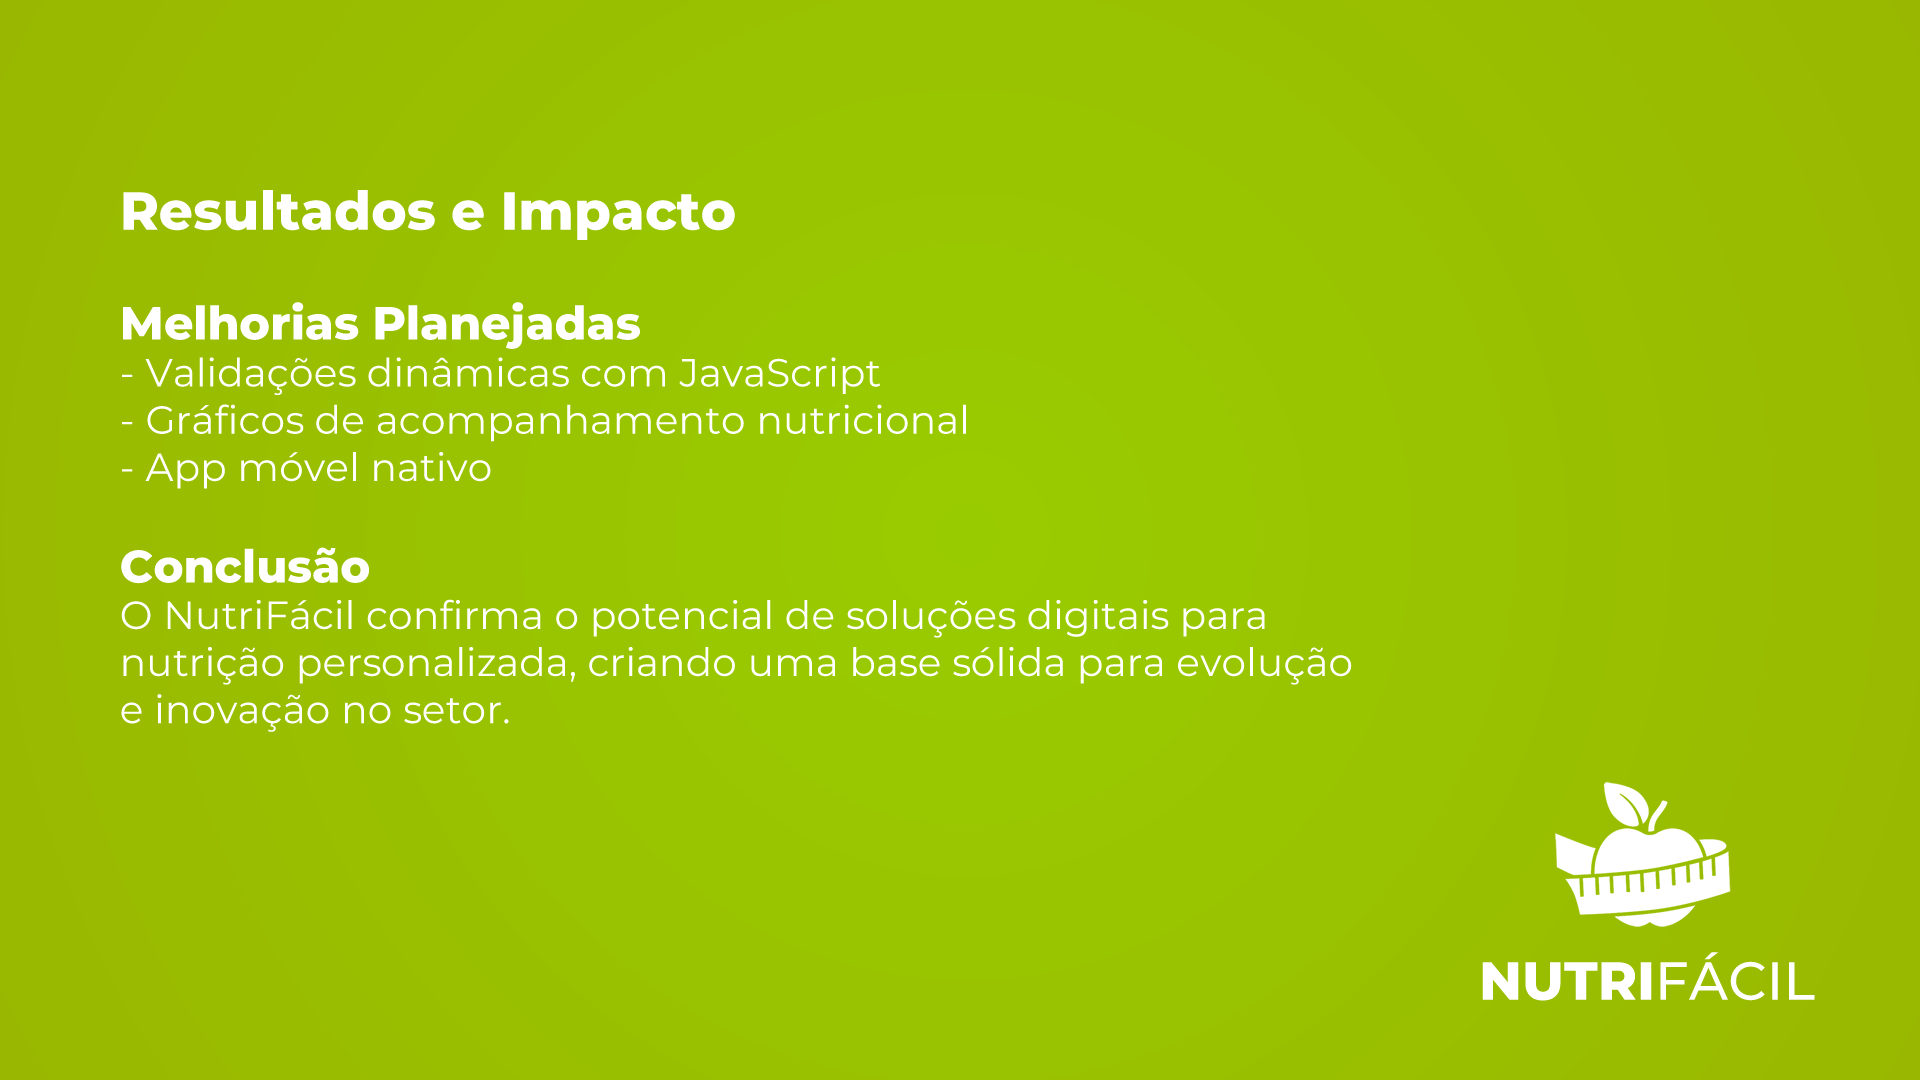 Resultados e Impacto
Melhorias Planejadas
- Validações dinâmicas com JavaScript
- Gráficos de acompanhamento nutricional
- App móvel nativo
Conclusão
O NutriFácil confirma o potencial de soluções digitais para
nutrição personalizada, criando uma base sólida para evolução
e inovação no setor.
NUTRIFÁCIL